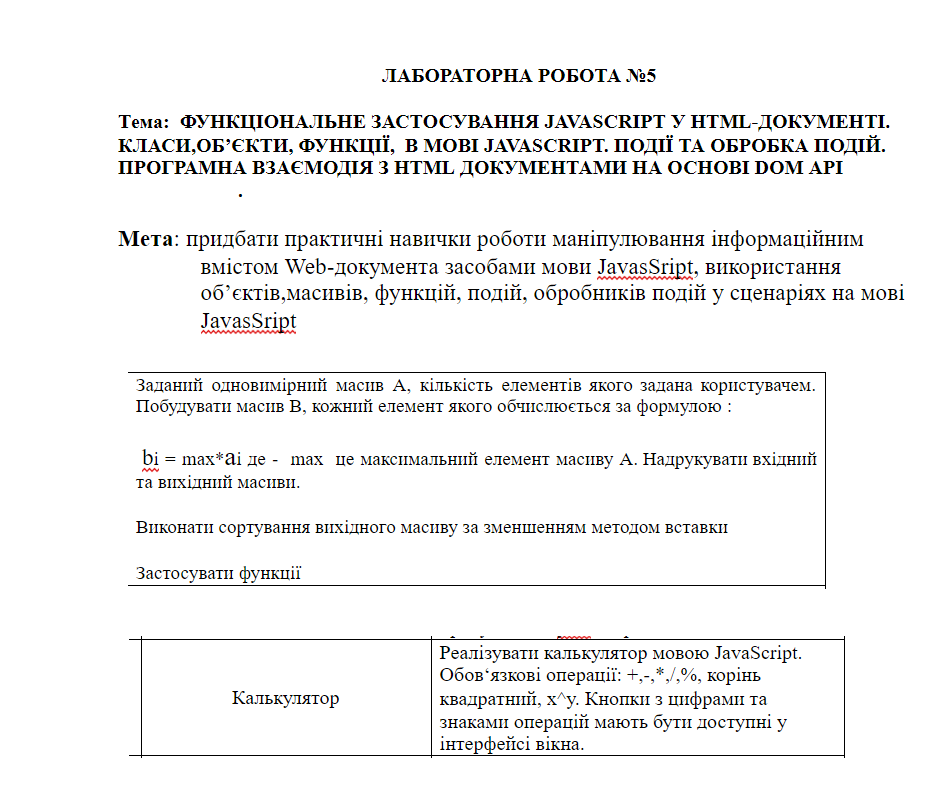 ЛАБОРАТОРНА РОБОТА №5
Тема: ФУНКЦІОНАЛЬНЕ ЗАСТОСУВАННЯ JAVASCRIPT У HTML-ДОКУМЕНТІ.
КЛАСИ,ОБ’ЄКТИ, ФУНКЦІЇ, В МОВІ JAVASCRIPT. ПОДІЇ ТА ОБРОБКА ПОДІЙ.
ПРОГРАМНА ВЗАЄМОДІЯ З HTML ДОКУМЕНТАМИ НА ОСНОВІ DOM API
.
Мета: придбати практичні навички роботи маніпулювання інформаційним
вмістом Web-документа засобами мови JavasSript, використання
об’єктів,масивів, функцій, подій, обробників подій у сценаріях на мові
JavasSript
Заданий одновимірний масив А, кількість елементів якого задана користувачем.
Побудувати масив В, кожний елемент якого обчислюється за формулою :
bi = max*ai де - max це максимальний елемент масиву А. Надрукувати вхідний
та вихідний масиви.
Виконати сортування вихідного масиву за зменшенням методом вставки
Застосувати функції
Калькулятор
Реалізувати калькулятор мовою JavaScript.
Обов‘язкові операції: +,-,*,/,%, корінь
квадратний, x^y. Кнопки з цифрами та
знаками операцій мають бути доступні у
інтерфейсі вікна.